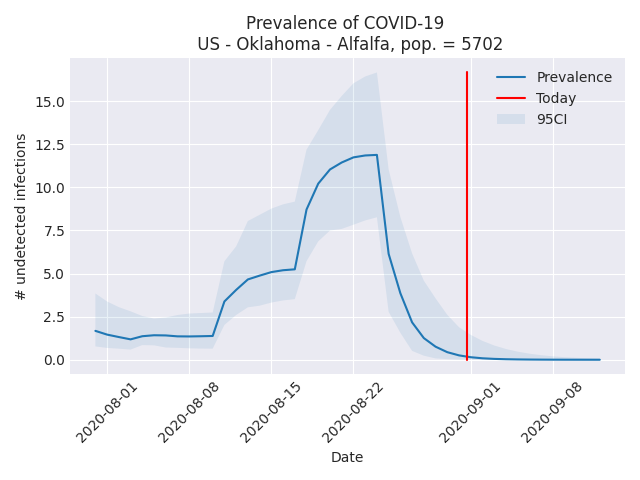 Prevalence of COVID-19
US - Oklahoma - Alfalfa, pop. = 5702
Prevalence
Today
95CI
15.0
12.5
10.0
7.5
5.0
2.5
0.0
# undetected infections
2020-08-01
2020-08-08
2020-08-15
2020-08-22
2020-09-01
2020-09-08
Date